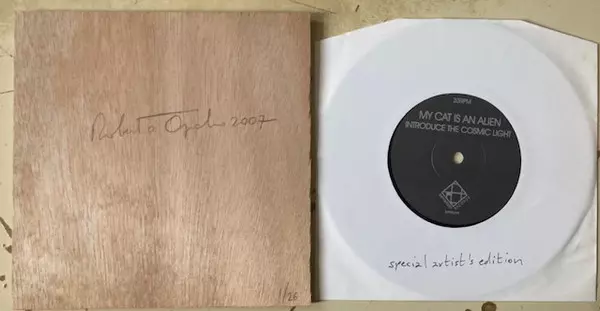 Roberto Opalio 2007
1/26
33RPM
MY CAT IS AN ALIEN
INTRODUCE THE COSMIC LIGHT
special artist's edition